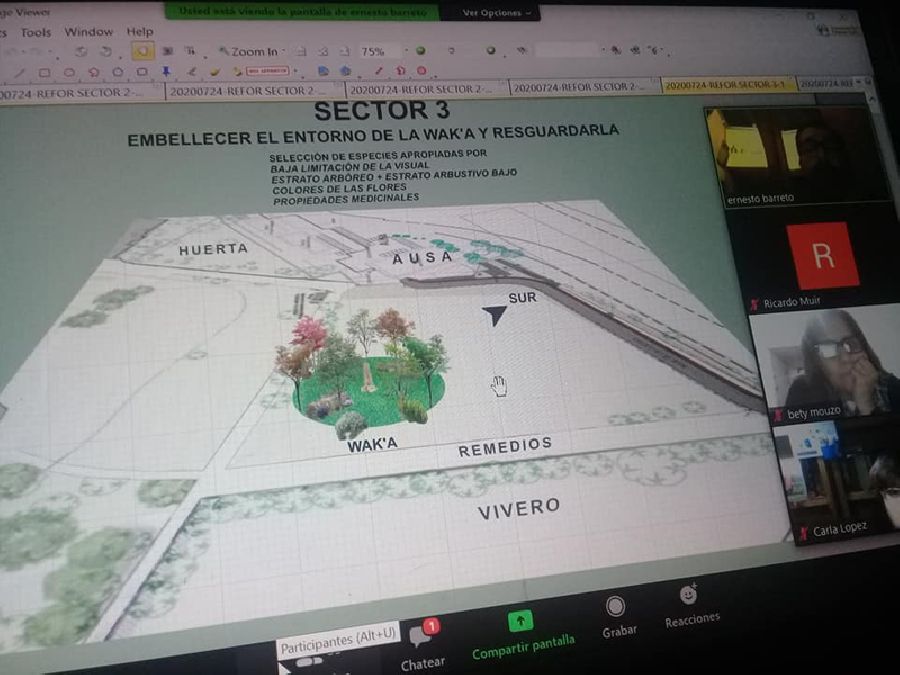 ge Viewer
Usted está viendo la pantalla de ernesto barreto
Ver Opciones
Tools Window Help
Zoom In
75%
20200724-REFOR SECTOR 2-...
20200724-REFOR SECTOR 2-...
20200724-REFOR SECTOR 2-...
20200724-REFOR SECTOR 2-...
20200724-REFOR SECTOR-3-1
SECTOR 3
EMBELLECER EL ENTORNO DE LA WAK'A Y RESGUARDARLA
SELECCIÓN DE ESPECIES APROPIADAS POR
BAJA LIMITACIÓN DE LA VISUAL
ESTRATO ARBÓREO + ESTRATO ARBUSTIVO BAJO
COLORES DE LAS FLORES
PROPIEDADES MEDICINALES
HUERTA
AUSA
SUR
WAK'A
REMEDIOS
VIVERO
ernesto barreto
R
Ricardo Muir
bety mouzo
Carla Lopez
Participantes (Alt+U)
1
Chatear
Compartir pantalla
Grabar
Reacciones